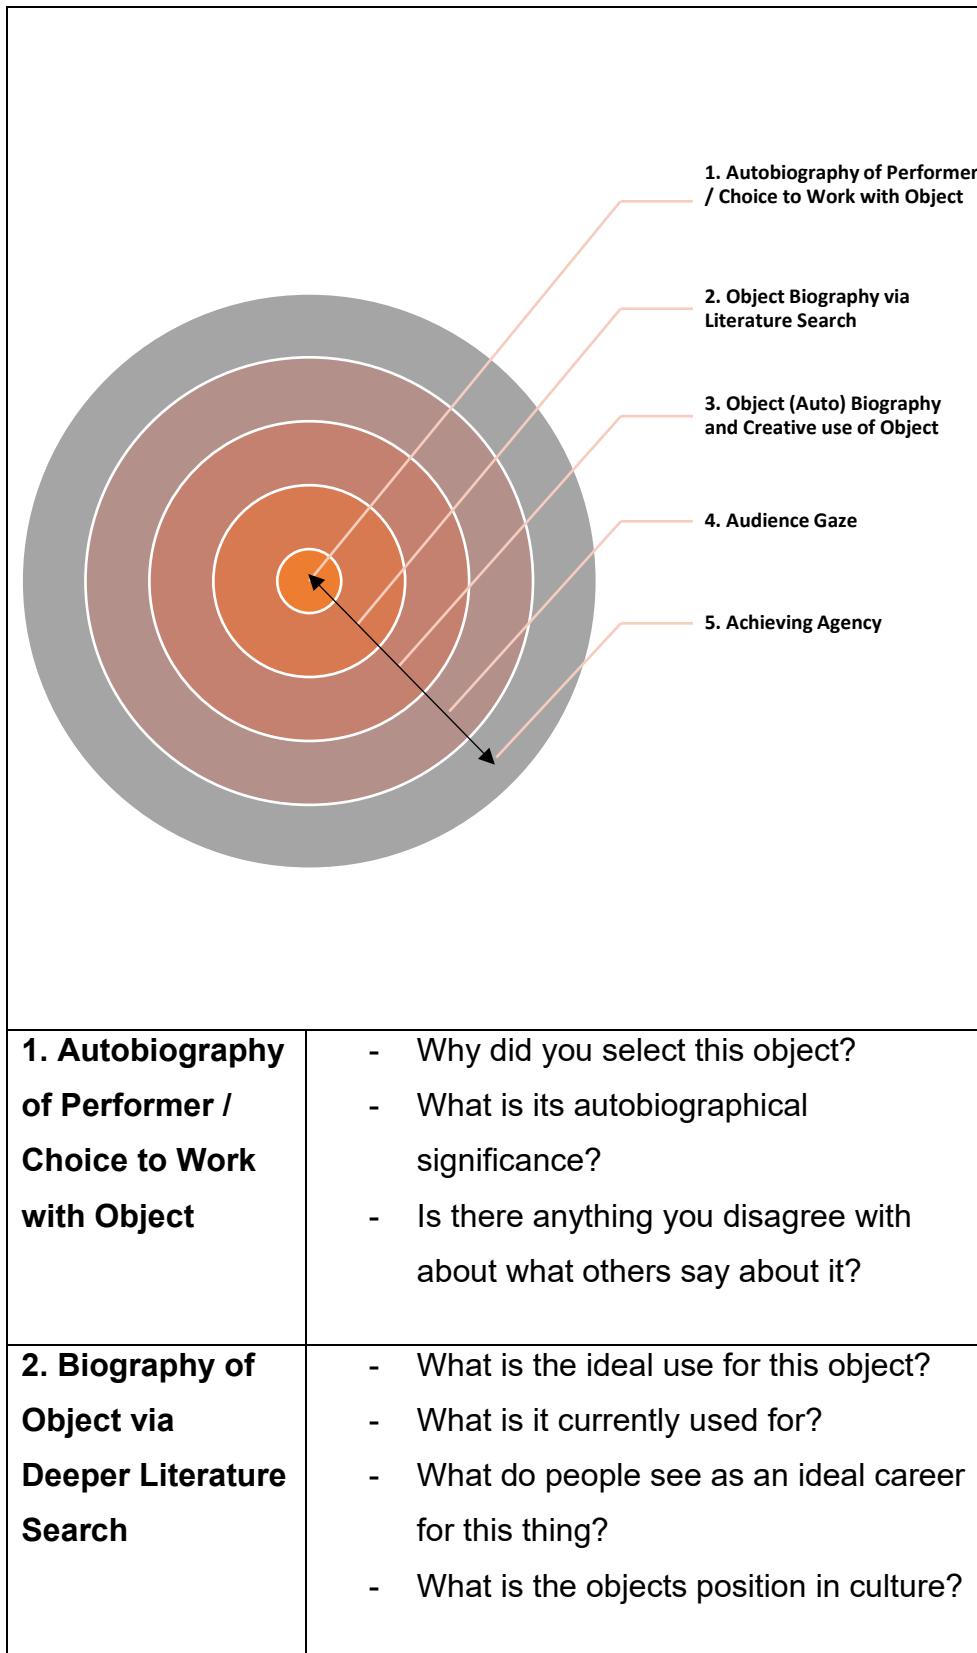 1. Autobiography of Performer
/ Choice to Work with Object
2. Object Biography via
Literature Search
3. Object (Auto) Biography
and Creative use of Object
4. Audience Gaze
5. Achieving Agency
1. Autobiography
of Performer /
Choice to Work
with Object
- Why did you select this object?
- What is its autobiographical
significance?
- Is there anything you disagree with
about what others say about it?
2. Biography of
Object via
Deeper Literature
Search
- What is the ideal use for this object?
- What is it currently used for?
- What do people see as an ideal career
for this thing?
- What is the objects position in culture?